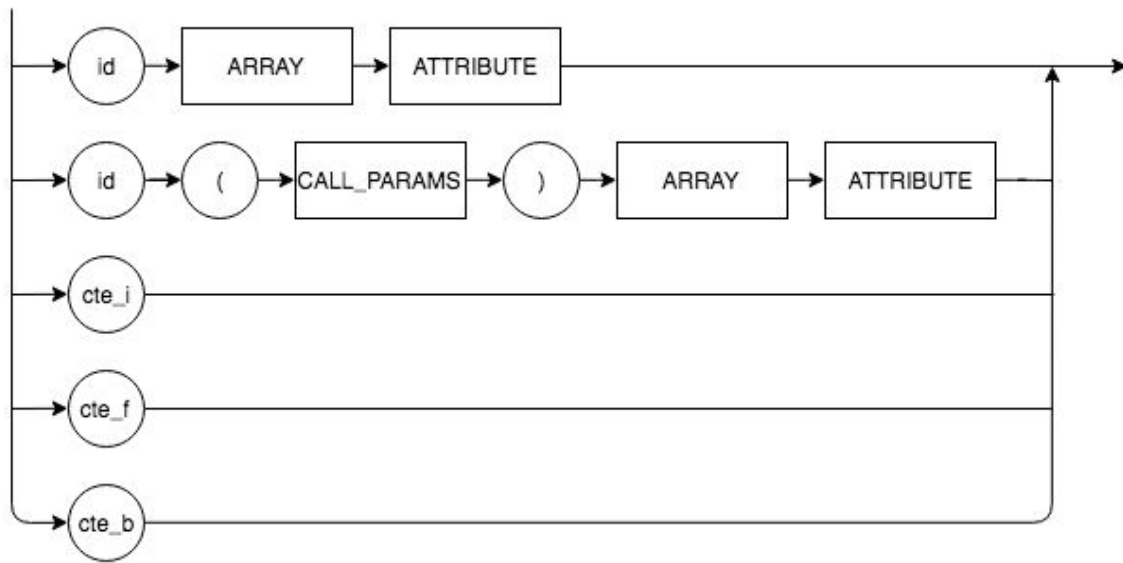 id ARRAY ATTRIBUTE
id ( CALL_PARAMS ) ARRAY ATTRIBUTE
cte_i
cte_f
cte_b